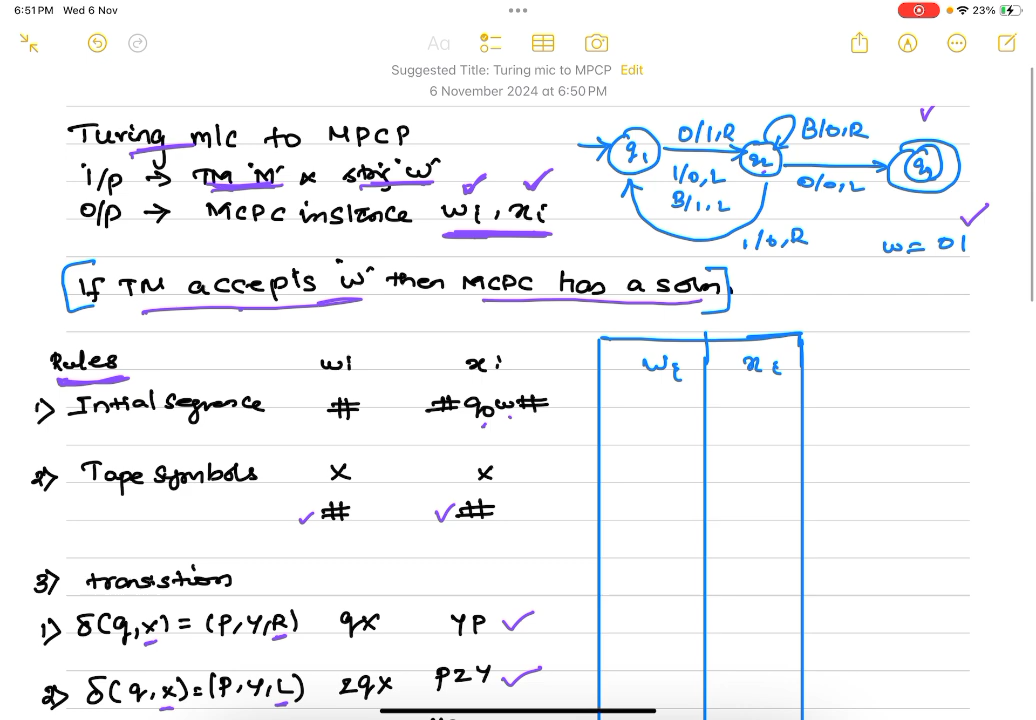 6:51 PM Wed 6 Nov
23%
Aa
Suggested Title: Turing mic to MPCP Edit
6 November 2024 at 6:50 PM
Turing m/c to MPCP
i/p → TM "M" x string "w"
o/p → MCPC instance wi, xi
[If TM accepts "w" then MCPC has a soln.]
q1 0/1,R q2 B/0,R q3
1/0,L 0/0,L
B/1,L
1/0,R
w = 01
Rules wi xi
1) Initial seqrence # #q0w#
2) Tape symbols X X
# #
3) transistion
1) δ(q,x) = (P,Y,R) qX YP
2) δ(q,x)=(P,Y,L) ZqX PZY
wi xi